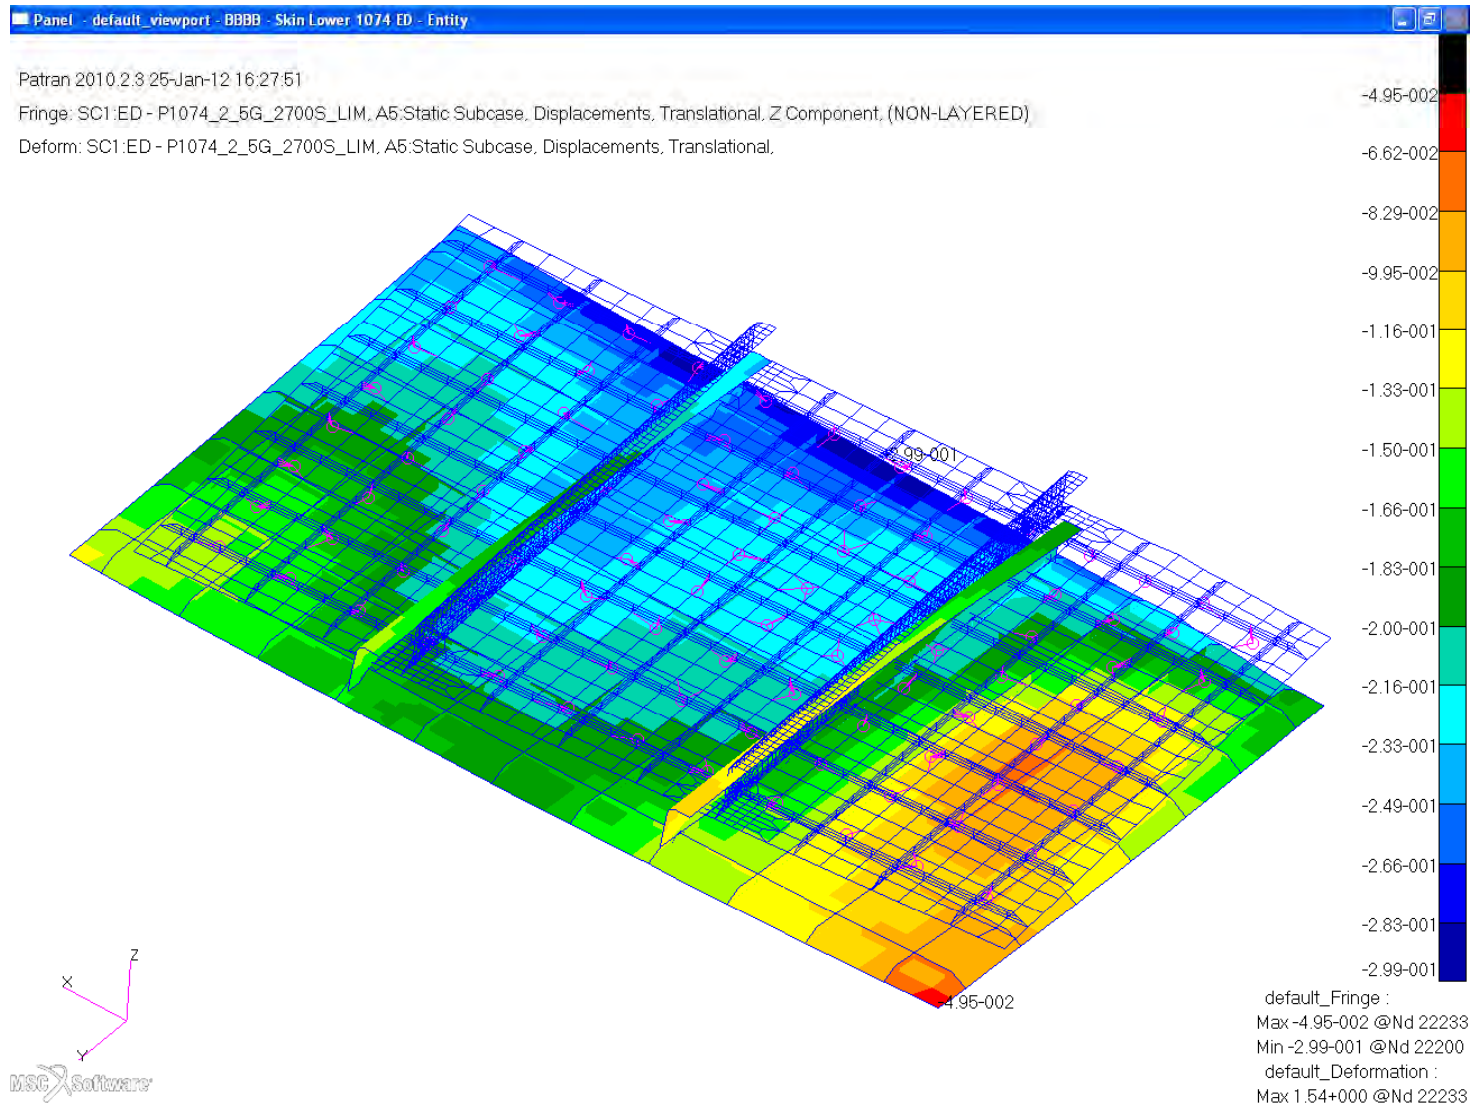 Panel - default_viewport - BBBB - Skin Lower 1074 ED - Entity
Patran 2010.2.3 25-Jan-12 16:27:51
Fringe: SC1:ED - P1074_2_5G_2700S_LIM, A5:Static Subcase, Displacements, Translational, Z Component, (NON-LAYERED)
Deform: SC1:ED - P1074_2_5G_2700S_LIM, A5:Static Subcase, Displacements, Translational,
-4.95-002
-6.62-002
-8.29-002
-9.95-002
-1.16-001
-1.33-001
-1.50-001
-1.66-001
-1.83-001
-2.00-001
-2.16-001
-2.33-001
-2.49-001
-2.66-001
-2.83-001
-2.99-001
-2.99-001
-4.95-002
Z
X
Y
default_Fringe :
Max -4.95-002 @Nd 22233
Min -2.99-001 @Nd 22200
default_Deformation :
Max 1.54+000 @Nd 22233
MSC Software